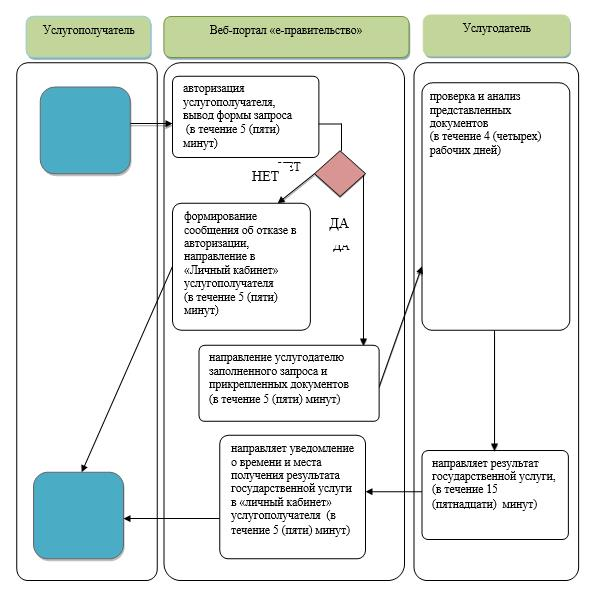 Услугополучатель
Веб-портал «е-правительство»
Услугодатель
авторизация
услугополучателя,
вывод формы запроса
(в течение 5 (пяти)
минут)
проверка и анализ
представленных
документов
(в течение 4 (четырех)
рабочих дней)
НЕТ
ДА
ДА
формирование
сообщения об отказе в
авторизации,
направление в
«Личный кабинет»
услугополучателя
(в течение 5 (пяти)
минут)
направление услугодателю
заполненного запроса и
прикрепленных документов
(в течение 5 (пяти) минут)
направляет уведомление
о времени и места
получения результата
государственной услуги
в «личный кабинет»
услугополучателя (в
течение 5 (пяти) минут)
направляет результат
государственной услуги,
(в течение 15
(пятнадцати) минут)